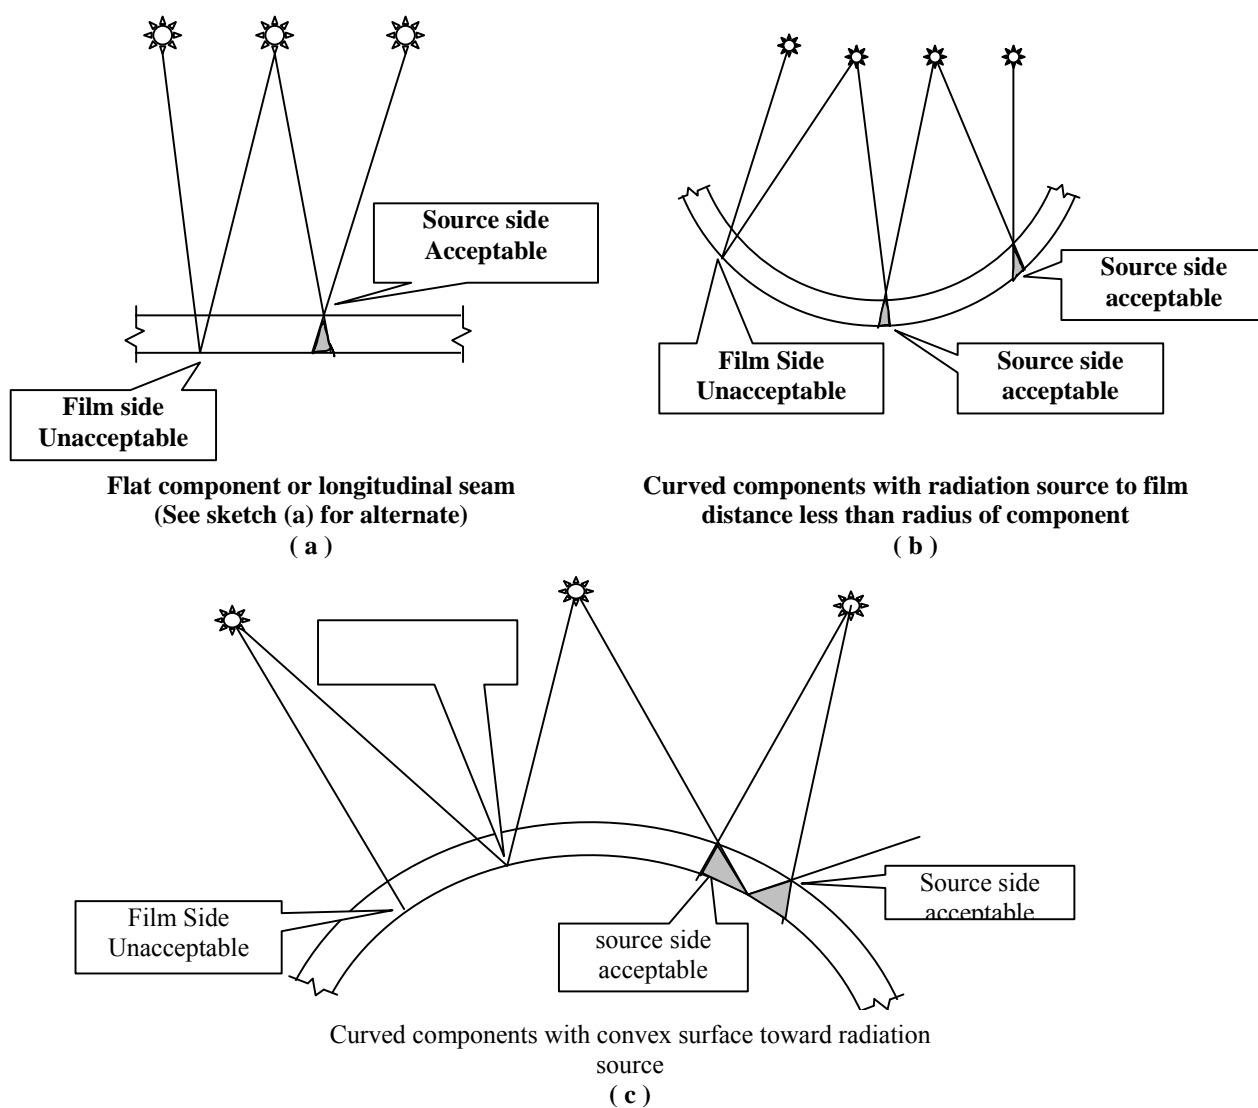 Source side
Acceptable
Film side
Unacceptable
Flat component or longitudinal seam
(See sketch (a) for alternate)
( a )
Source side
acceptable
Film Side
Unacceptable
Source side
acceptable
Curved components with radiation source to film
distance less than radius of component
( b )
Film Side
Unacceptable
source side
acceptable
Source side
acceptable
Curved components with convex surface toward radiation
source
( c )